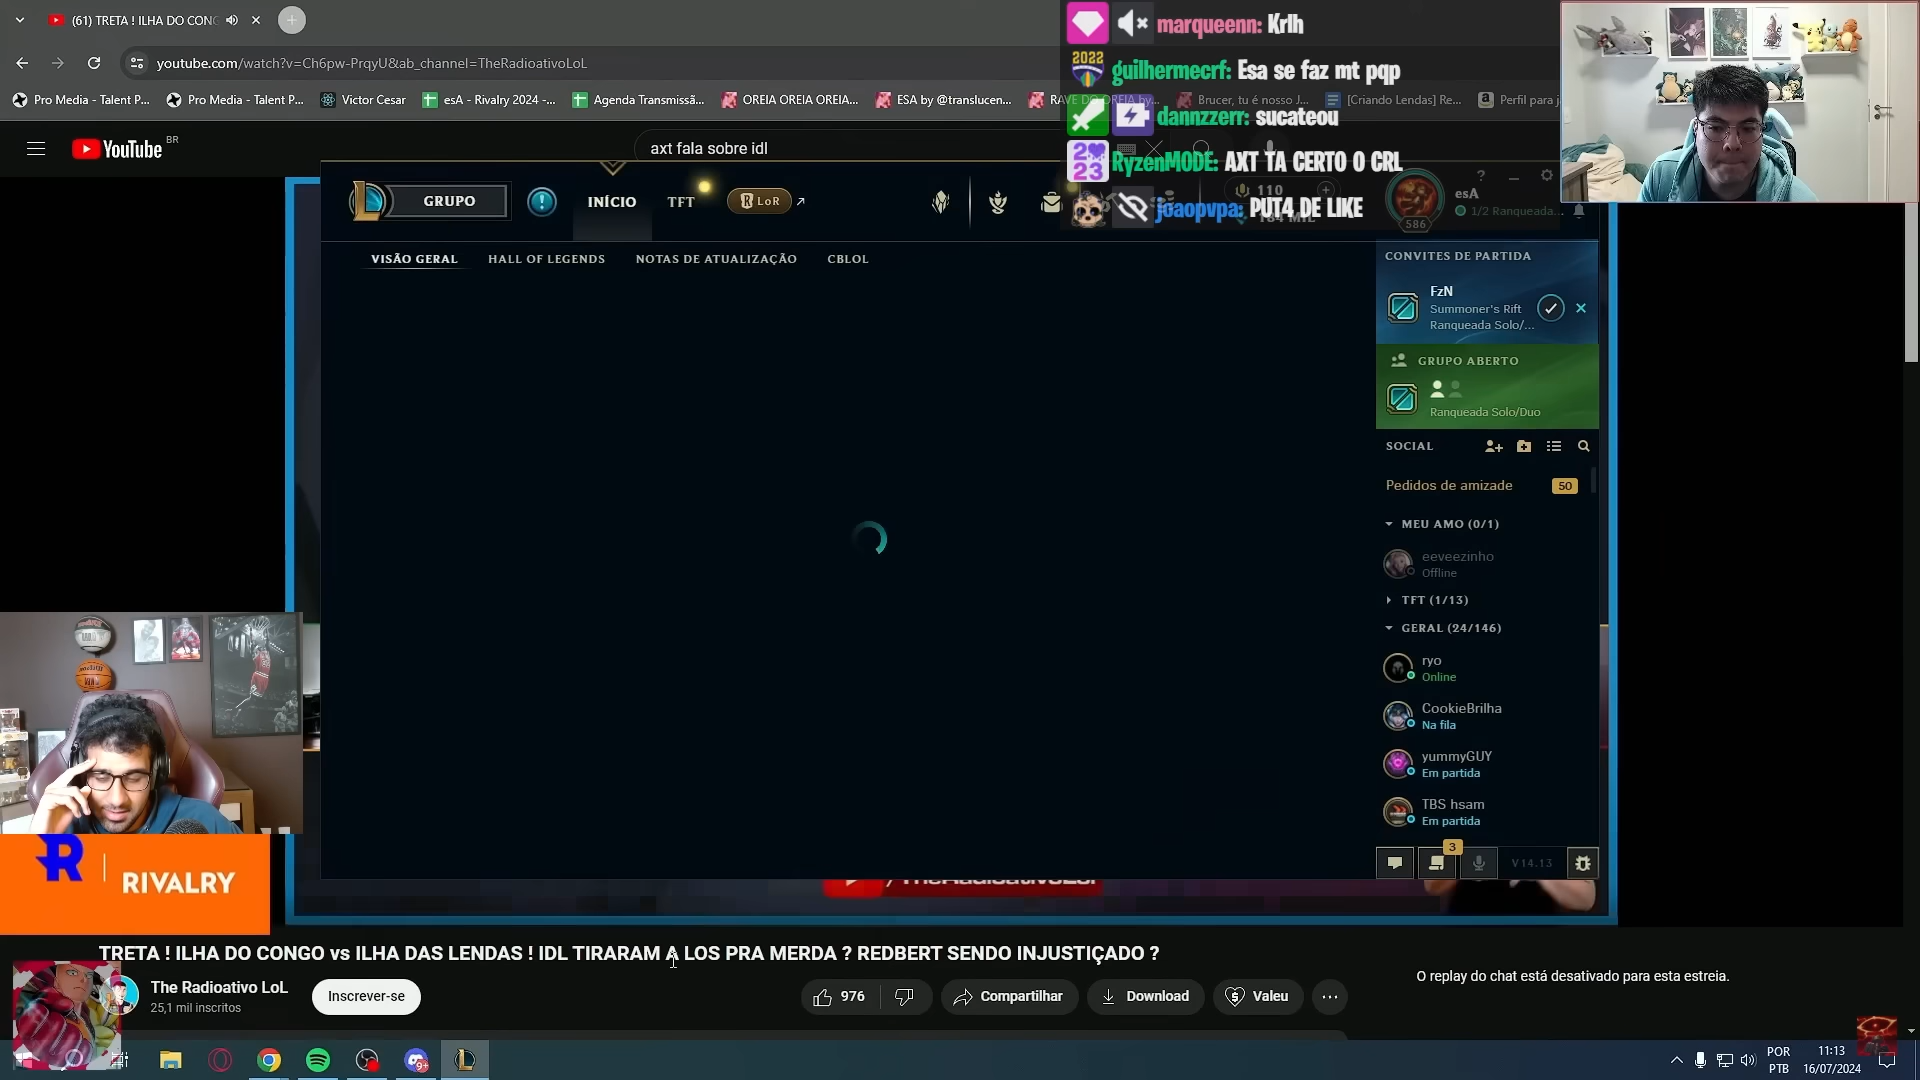 (61) TRETA ! ILHA DO CONG
youtube.com/watch?v=Ch6pw-PrqyU&ab_channel=TheRadioativoLoL
Pro Media - Talent P...
Pro Media - Talent P...
Victor Cesar
esA - Rivalry 2024 -...
Agenda Transmissã...
OREIA OREIA OREIA...
ESA by @translucen...
RAVE DO OREIA by...
Brucer, tu é nosso J...
[Criando Lendas] Re...
Perfil para j
marqueenn: Krlh
2022
guilhermecrf: Esa se faz mt pqp
dannzzerr: sucateou
2023
RyzenMODE: AXT TA CERTO O CRL
joaopvpa: PUT4 DE LIKE
YouTube BR
axt fala sobre idl
GRUPO
INÍCIO
TFT
LoR
110
184 MIL
586
esA
1/2 Ranqueada...
VISÃO GERAL
HALL OF LEGENDS
NOTAS DE ATUALIZAÇÃO
CBLOL
CONVITES DE PARTIDA
FzN
Summoner's Rift
Ranqueada Solo/...
GRUPO ABERTO
Ranqueada Solo/Duo
SOCIAL
Pedidos de amizade
50
MEU AMO (0/1)
eeveezinho
Offline
TFT (1/13)
GERAL (24/146)
ryo
Online
CookieBrilha
Na fila
yummyGUY
Em partida
TBS hsam
Em partida
3
V14.13
R | RIVALRY
TRETA ! ILHA DO CONGO vs ILHA DAS LENDAS ! IDL TIRARAM A LOS PRA MERDA ? REDBERT SENDO INJUSTIÇADO ?
The Radioativo LoL
25,1 mil inscritos
Inscrever-se
976
Compartilhar
Download
Valeu
O replay do chat está desativado para esta estreia.
9+
POR
PTB
11:13
16/07/2024